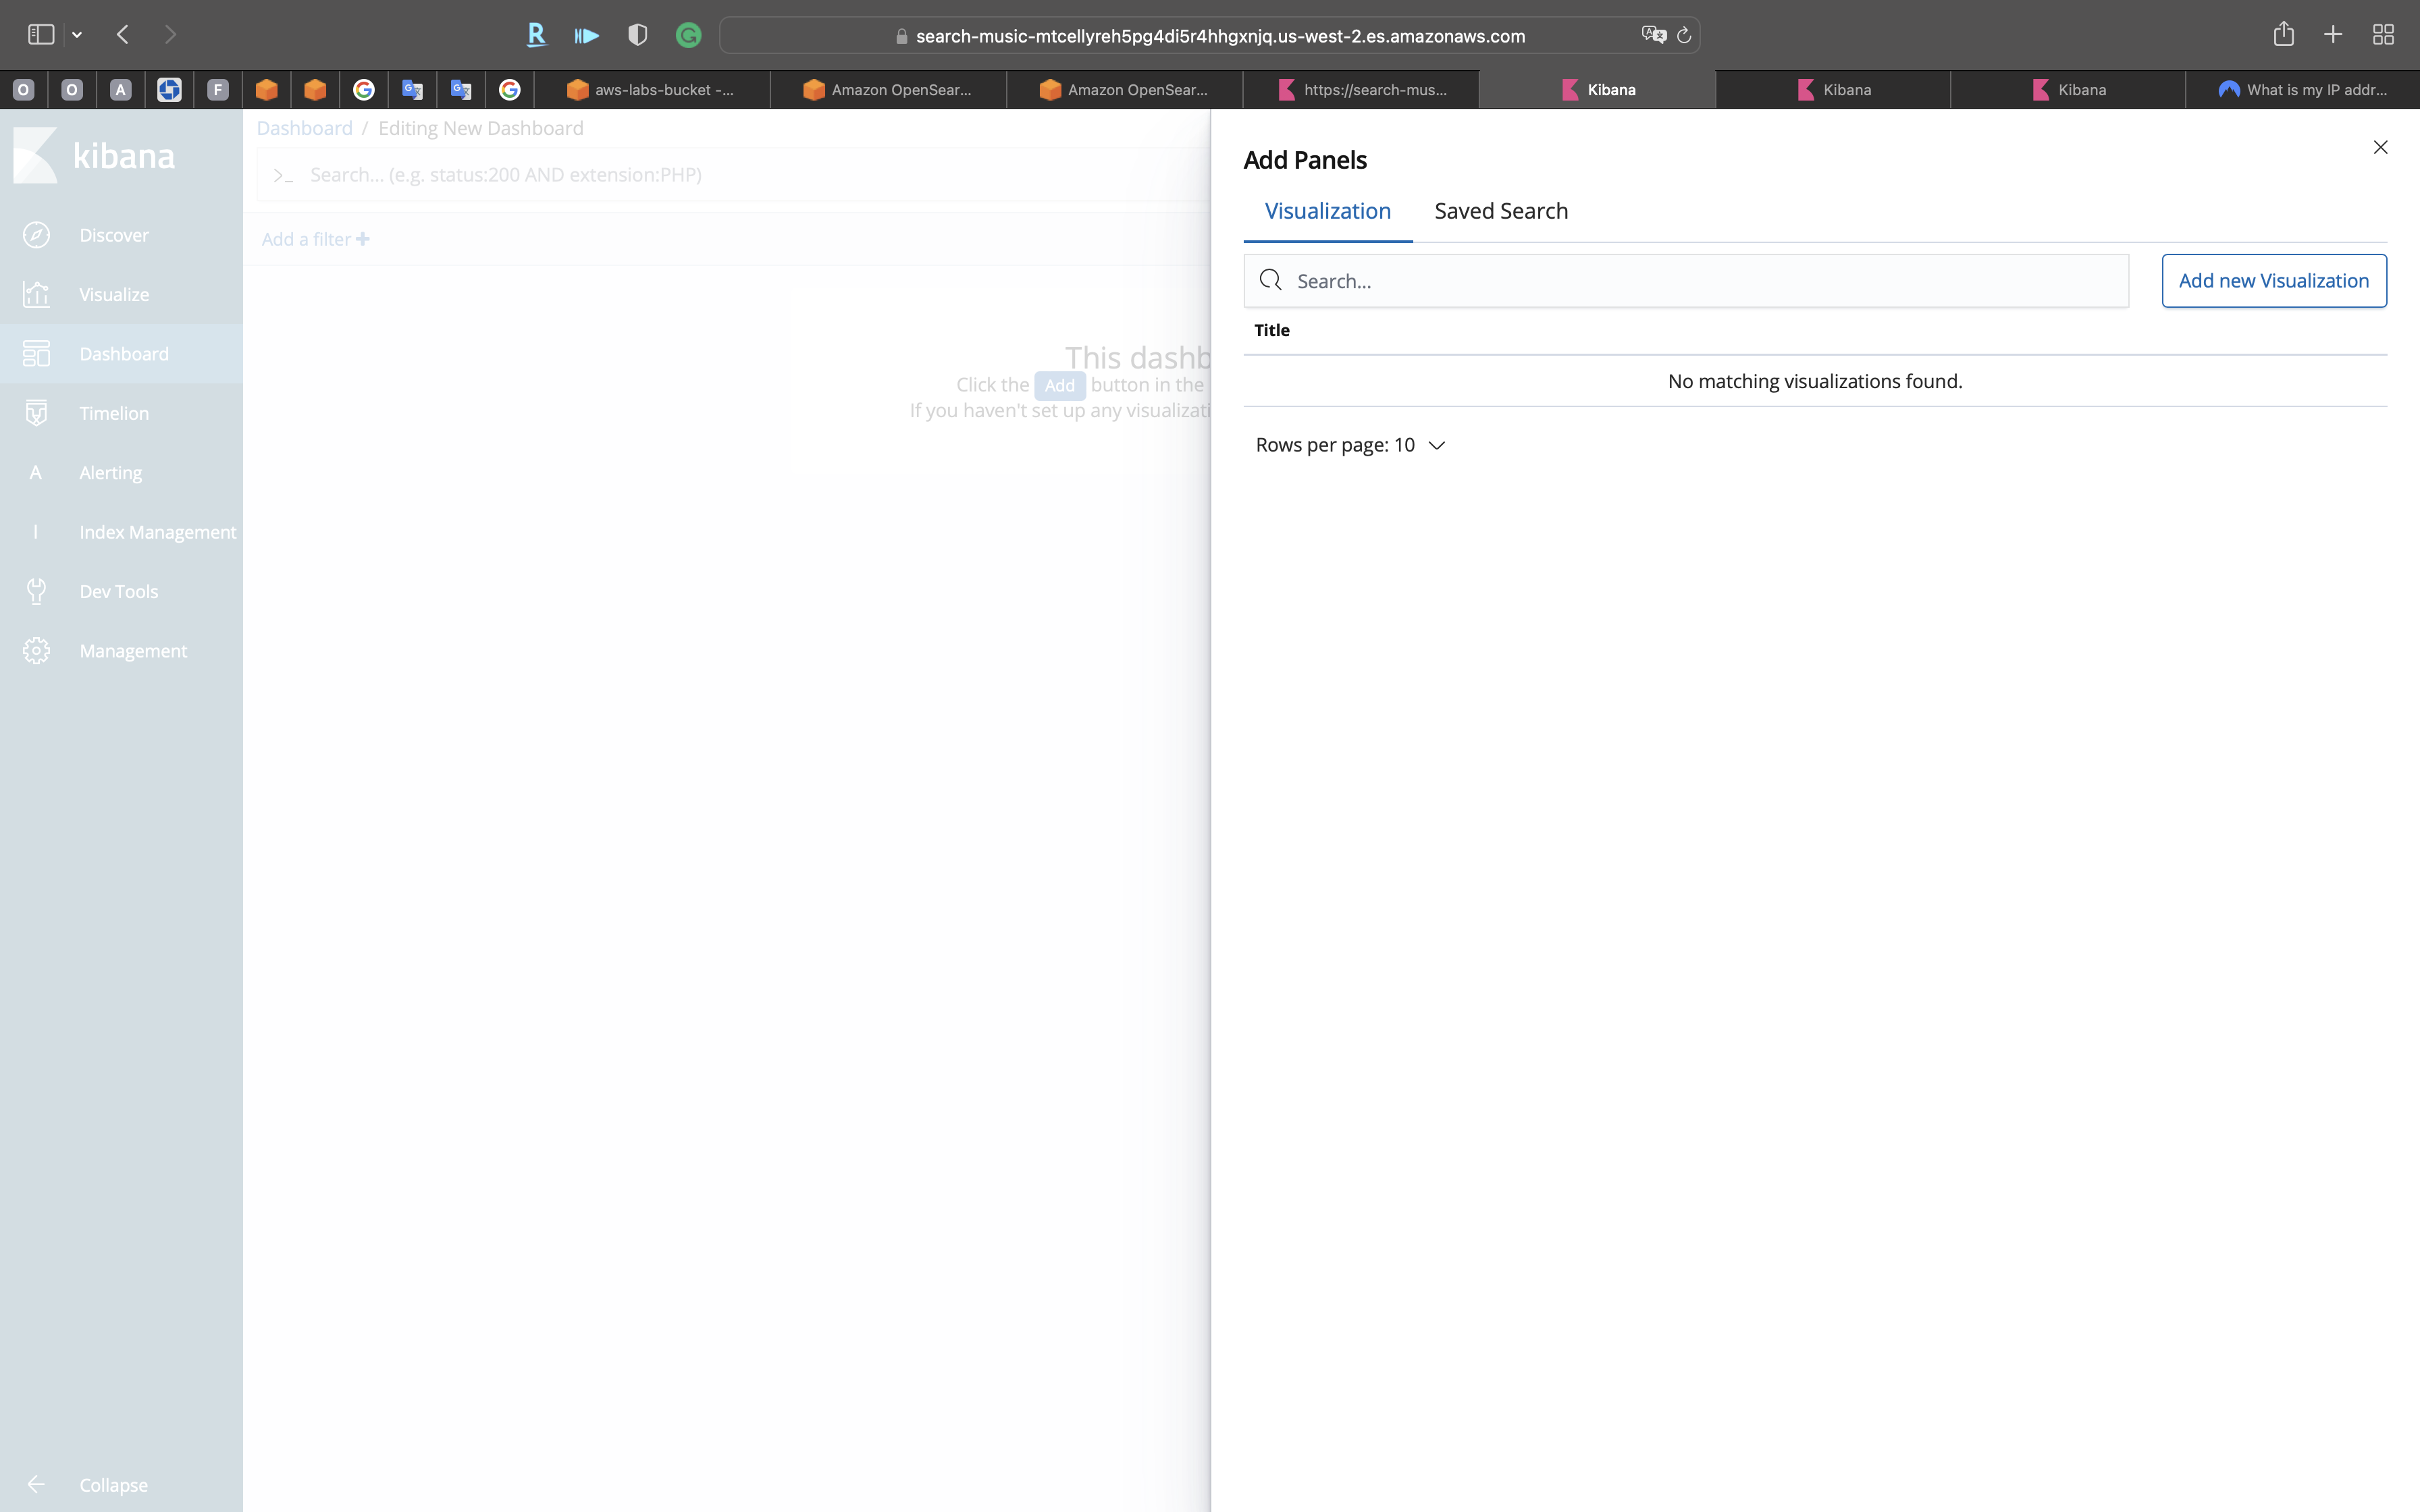 search-music-mtcellyreh5pg4di5r4hhgxnjq.us-west-2.es.amazonaws.com
O O A F aws-labs-bucket -... Amazon OpenSear... Amazon OpenSear... https://search-mus... Kibana Kibana Kibana What is my IP addr...
kibana
Discover
Visualize
Dashboard
Timelion
A Alerting
I Index Management
Dev Tools
Management
Collapse
Dashboard / Editing New Dashboard
>_ Search... (e.g. status:200 AND extension:PHP)
Add a filter +
This dashb
Click the Add button in the
If you haven't set up any visualizati
Add Panels
Visualization Saved Search
Search... Add new Visualization
Title
No matching visualizations found.
Rows per page: 10